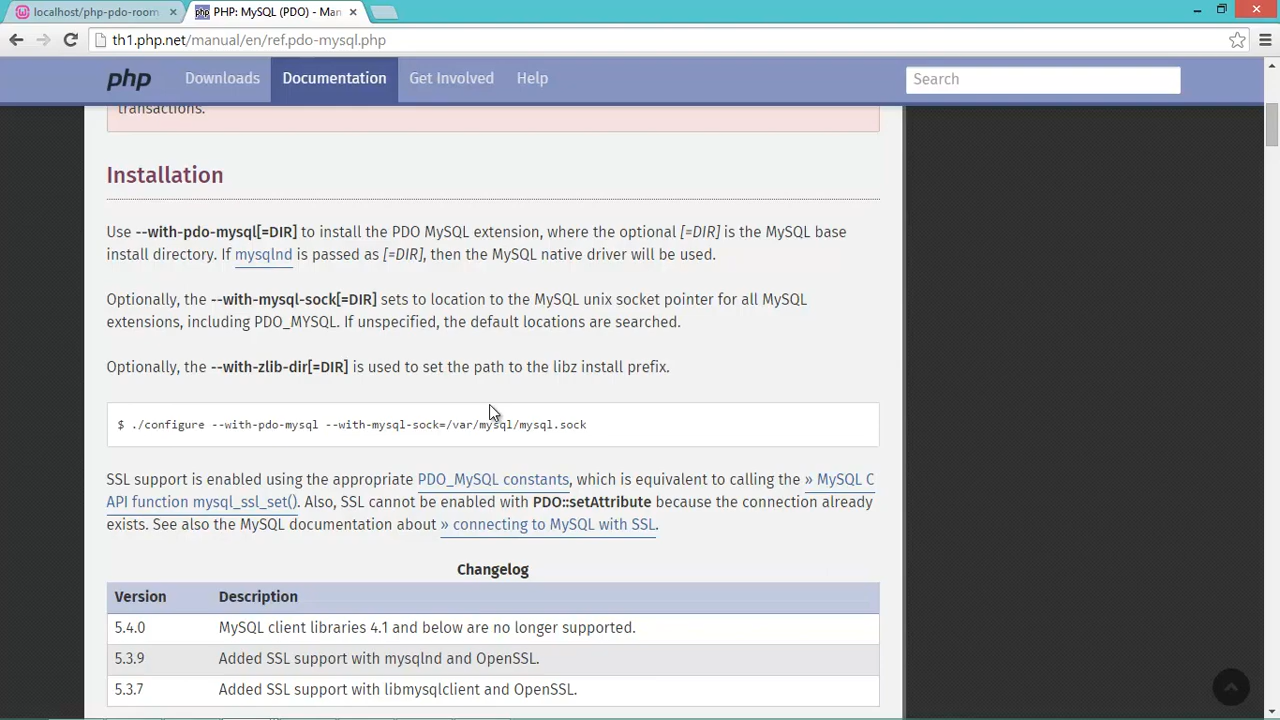 localhost/php-pdo-room
php PHP: MySQL (PDO) - Man
th1.php.net/manual/en/ref.pdo-mysql.php
php Downloads Documentation Get Involved Help Search
transactions.
Installation
Use --with-pdo-mysql[=DIR] to install the PDO MySQL extension, where the optional [=DIR] is the MySQL base
install directory. If mysqlnd is passed as [=DIR], then the MySQL native driver will be used.
Optionally, the --with-mysql-sock[=DIR] sets to location to the MySQL unix socket pointer for all MySQL
extensions, including PDO_MYSQL. If unspecified, the default locations are searched.
Optionally, the --with-zlib-dir[=DIR] is used to set the path to the libz install prefix.
$ ./configure --with-pdo-mysql --with-mysql-sock=/var/mysql/mysql.sock
SSL support is enabled using the appropriate PDO_MySQL constants, which is equivalent to calling the » MySQL C
API function mysql_ssl_set(). Also, SSL cannot be enabled with PDO::setAttribute because the connection already
exists. See also the MySQL documentation about » connecting to MySQL with SSL.
Changelog
Version Description
5.4.0 MySQL client libraries 4.1 and below are no longer supported.
5.3.9 Added SSL support with mysqlnd and OpenSSL.
5.3.7 Added SSL support with libmysqlclient and OpenSSL.